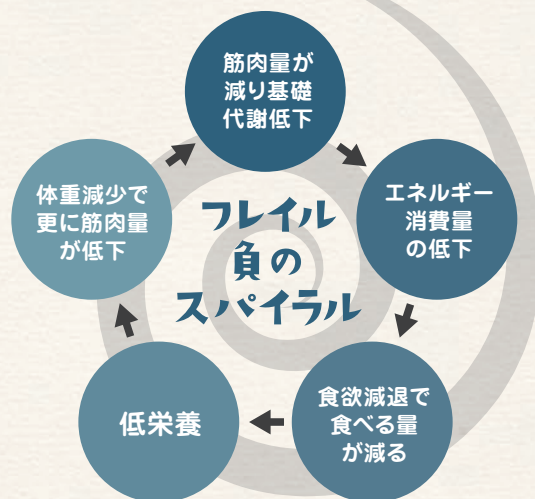 筋肉量が
減り基礎
代謝低下
エネルギー
消費量
の低下
食欲減退で
食べる量
が減る
低栄養
体重減少で
更に筋肉量
が低下
フレイル
負の
スパイラル